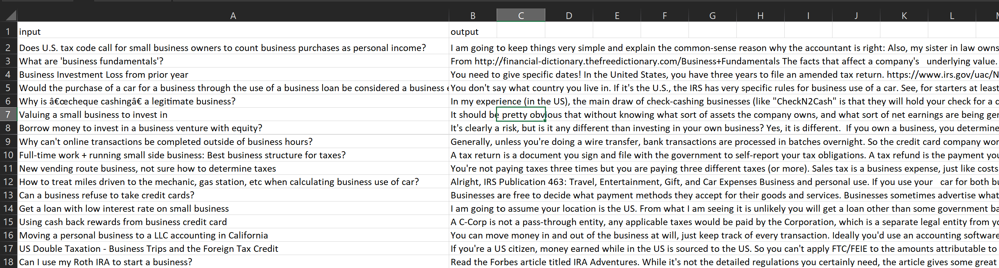 A B C D E F G H I J K L
1 input output
2 Does U.S. tax code call for small business owners to count business purchases as personal income? I am going to keep things very simple and explain the common-sense reason why the accountant is right: Also, my sister in law owns
3 What are 'business fundamentals'? From http://financial-dictionary.thefreedictionary.com/Business+Fundamentals The facts that affect a company's underlying value.
4 Business Investment Loss from prior year You need to give specific dates! In the United States, you have three years to file an amended tax return. https://www.irs.gov/uac/N
5 Would the purchase of a car for a business through the use of a business loan be considered a business e You don't say what country you live in. If it's the U.S., the IRS has very specific rules for business use of a car. See, for starters at least
6 Why is â€œcheque cashingâ€ a legitimate business? In my experience (in the US), the main draw of check-cashing businesses (like "CheckN2Cash" is that they will hold your check for a c
7 Valuing a small business to invest in It should be pretty obvious that without knowing what sort of assets the company owns, and what sort of net earnings are being ger
8 Borrow money to invest in a business venture with equity? It's clearly a risk, but is it any different than investing in your own business? Yes, it is different. If you own a business, you determine
9 Why can't online transactions be completed outside of business hours? Generally, unless you're doing a wire transfer, bank transactions are processed in batches overnight. So the credit card company wor
10 Full-time work + running small side business: Best business structure for taxes? A tax return is a document you sign and file with the government to self-report your tax obligations. A tax refund is the payment you
11 New vending route business, not sure how to determine taxes You're not paying taxes three times but you are paying three different taxes (or more). Sales tax is a business expense, just like costs
12 How to treat miles driven to the mechanic, gas station, etc when calculating business use of car? Alright, IRS Publication 463: Travel, Entertainment, Gift, and Car Expenses Business and personal use. If you use your car for both bu
13 Can a business refuse to take credit cards? Businesses are free to decide what payment methods they accept for their goods and services. Businesses sometimes advertise what
14 Get a loan with low interest rate on small business I am going to assume your location is the US. From what I am seeing it is unlikely you will get a loan other than some government ba
15 Using cash back rewards from business credit card A C-Corp is not a pass-through entity, any applicable taxes would be paid by the Corporation, which is a separate legal entity from yo
16 Moving a personal business to a LLC accounting in California You can move money in and out of the business at will, just keep track of every transaction. Ideally you'd use an accounting software
17 US Double Taxation - Business Trips and the Foreign Tax Credit If you're a US citizen, money earned while in the US is sourced to the US. So you can't apply FTC/FEIE to the amounts attributable to
18 Can I use my Roth IRA to start a business? Read the Forbes article titled IRA Adventures. While it's not the detailed regulations you certainly need, the article gives some great